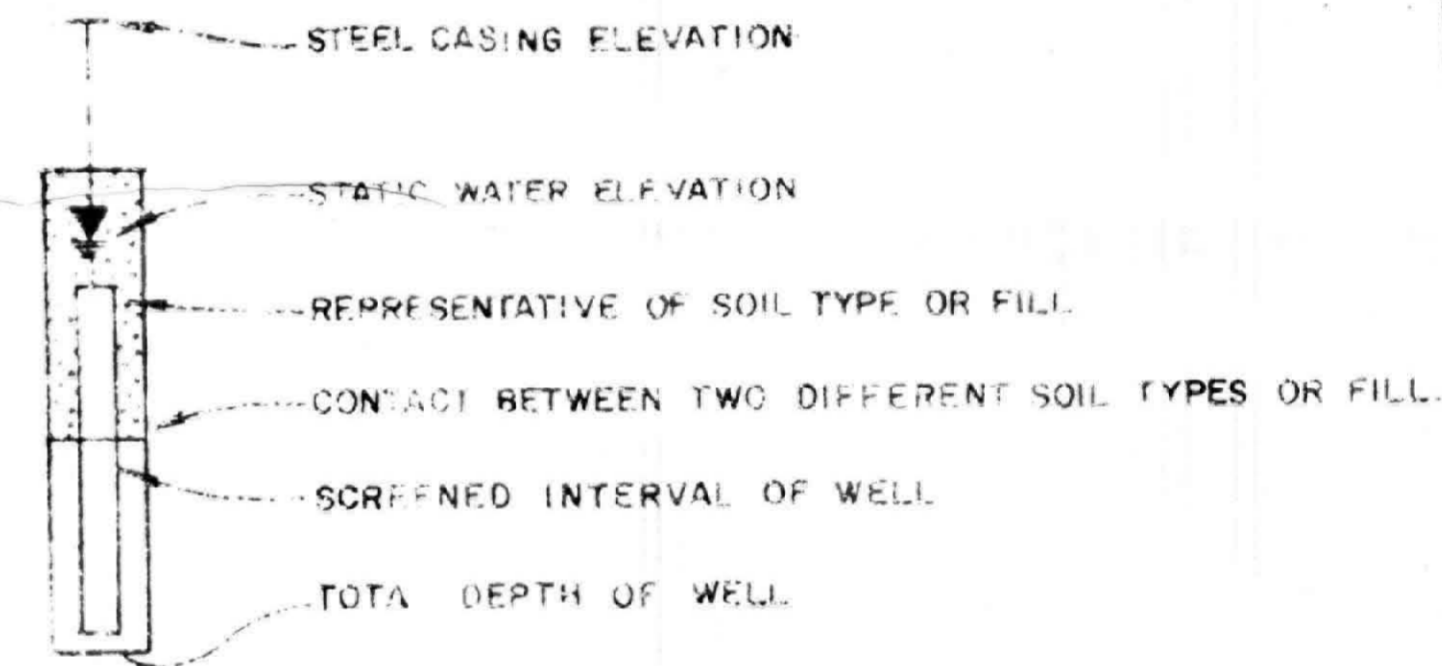 STEEL CASING ELEVATION
STATIC WATER ELEVATION
REPRESENTATIVE OF SOIL TYPE OR FILL
CONTACT BETWEEN TWO DIFFERENT SOIL TYPES OR FILL.
SCREENED INTERVAL OF WELL
TOTA DEPTH OF WELL